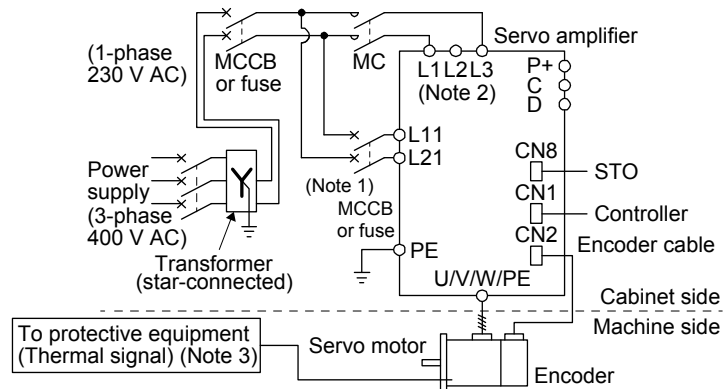 (1-phase
230 V AC)
MCCB
or fuse
MC
Servo amplifier
L1 L2 L3
(Note 2)
P+
C
D
L11
L21
Power
supply
(3-phase
400 V AC)
(Note 1)
MCCB
or fuse
CN8
STO
CN1
Controller
CN2
Encoder cable
Transformer
(star-connected)
PE
U/V/W/PE
Cabinet side
Machine side
To protective equipment
(Thermal signal) (Note 3)
Servo motor
Encoder